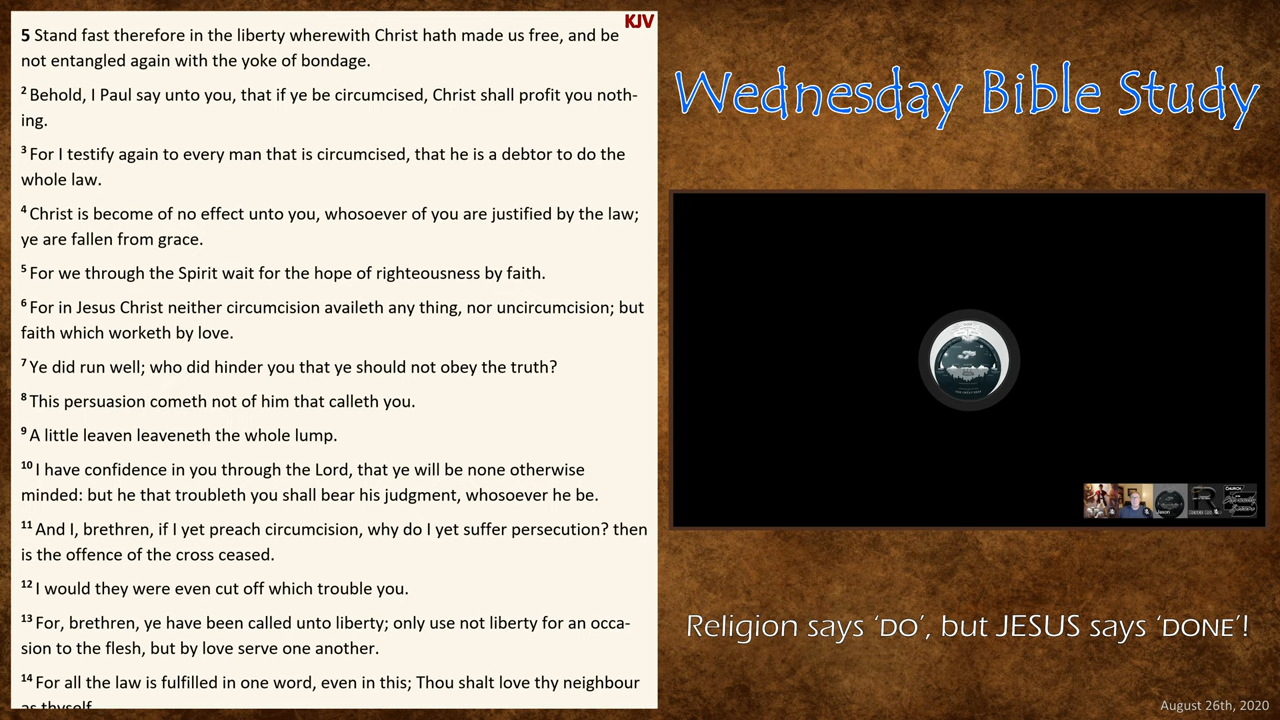 KJV
5 Stand fast therefore in the liberty wherewith Christ hath made us free, and be
not entangled again with the yoke of bondage.
2 Behold, I Paul say unto you, that if ye be circumcised, Christ shall profit you noth-
ing.
3 For I testify again to every man that is circumcised, that he is a debtor to do the
whole law.
4 Christ is become of no effect unto you, whosoever of you are justified by the law;
ye are fallen from grace.
5 For we through the Spirit wait for the hope of righteousness by faith.
6 For in Jesus Christ neither circumcision availeth any thing, nor uncircumcision; but
faith which worketh by love.
7 Ye did run well; who did hinder you that ye should not obey the truth?
8 This persuasion cometh not of him that calleth you.
9 A little leaven leaveneth the whole lump.
10 I have confidence in you through the Lord, that ye will be none otherwise
minded: but he that troubleth you shall bear his judgment, whosoever he be.
11 And I, brethren, if I yet preach circumcision, why do I yet suffer persecution? then
is the offence of the cross ceased.
12 I would they were even cut off which trouble you.
13 For, brethren, ye have been called unto liberty; only use not liberty for an occa-
sion to the flesh, but by love serve one another.
14 For all the law is fulfilled in one word, even in this; Thou shalt love thy neighbour
as thyself
Wednesday Bible Study
Jason
Religion says ‘DO’, but JESUS says ‘DONE’!
August 26th, 2020